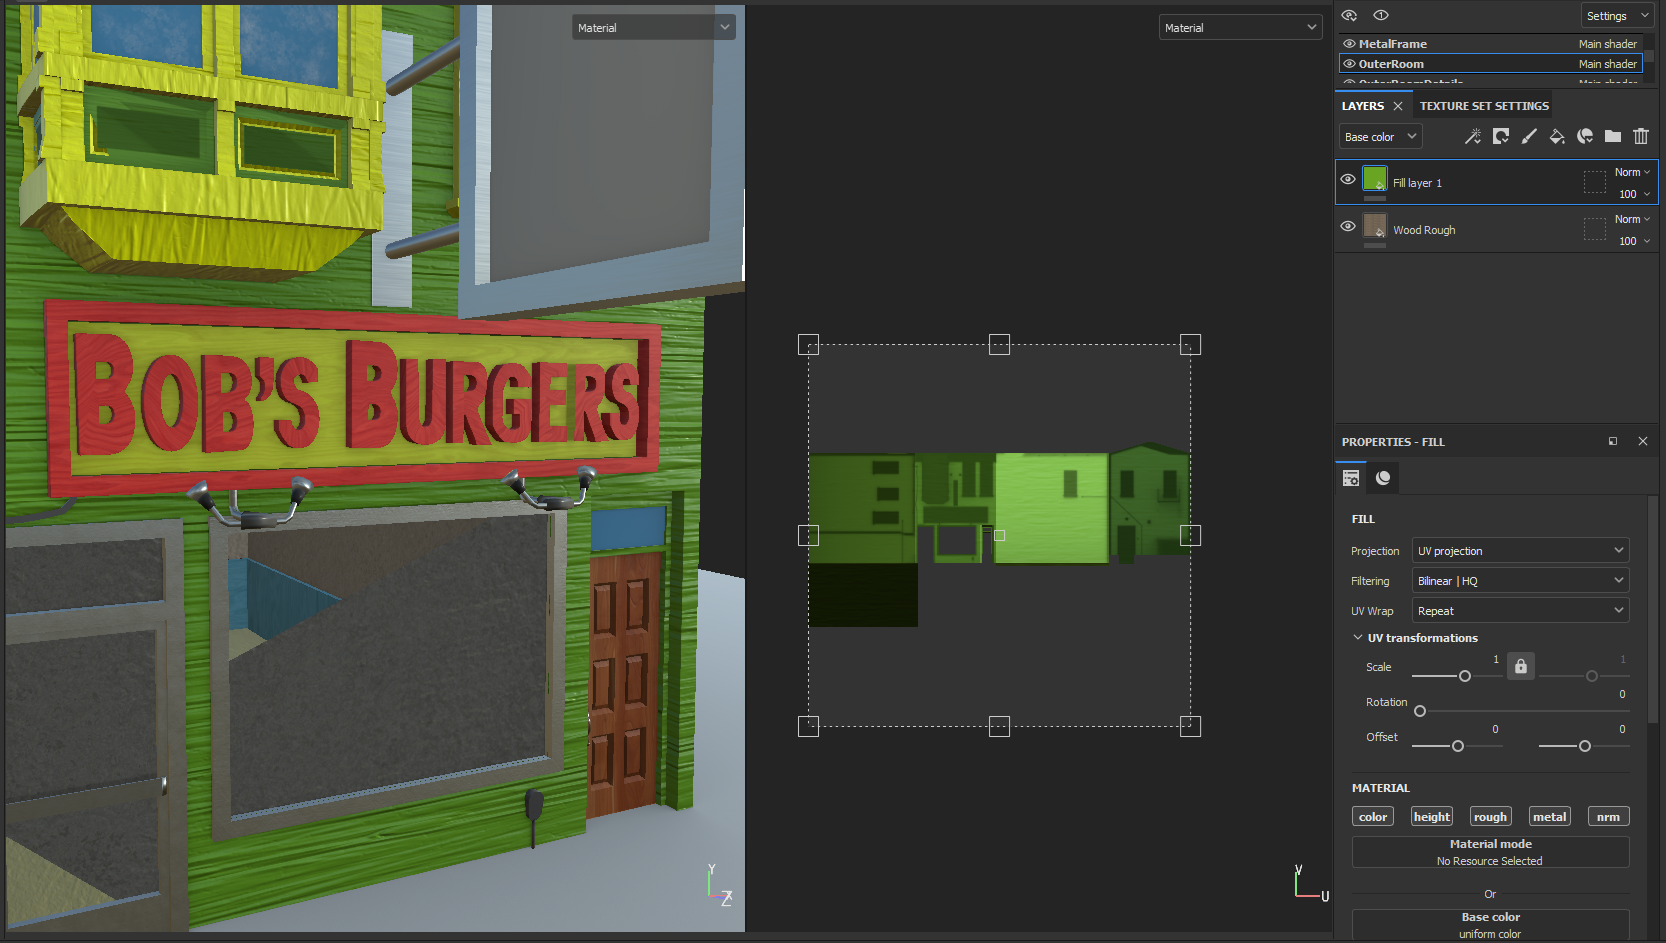 Material
Material
Settings
MetalFrame Main shader
OuterRoom Main shader
OuterRoomDetails Main shader
LAYERS TEXTURE SET SETTINGS
Base color
Norm
Fill layer 1
100
Norm
Wood Rough
100
BOB'S BURGERS
PROPERTIES - FILL
FILL
Projection UV projection
Filtering Bilinear | HQ
UV Wrap Repeat
UV transformations
Scale 1 1
Rotation 0
Offset 0 0
MATERIAL
color height rough metal nrm
Material mode
No Resource Selected
Or
Base color
uniform color
Y
Z
V
U